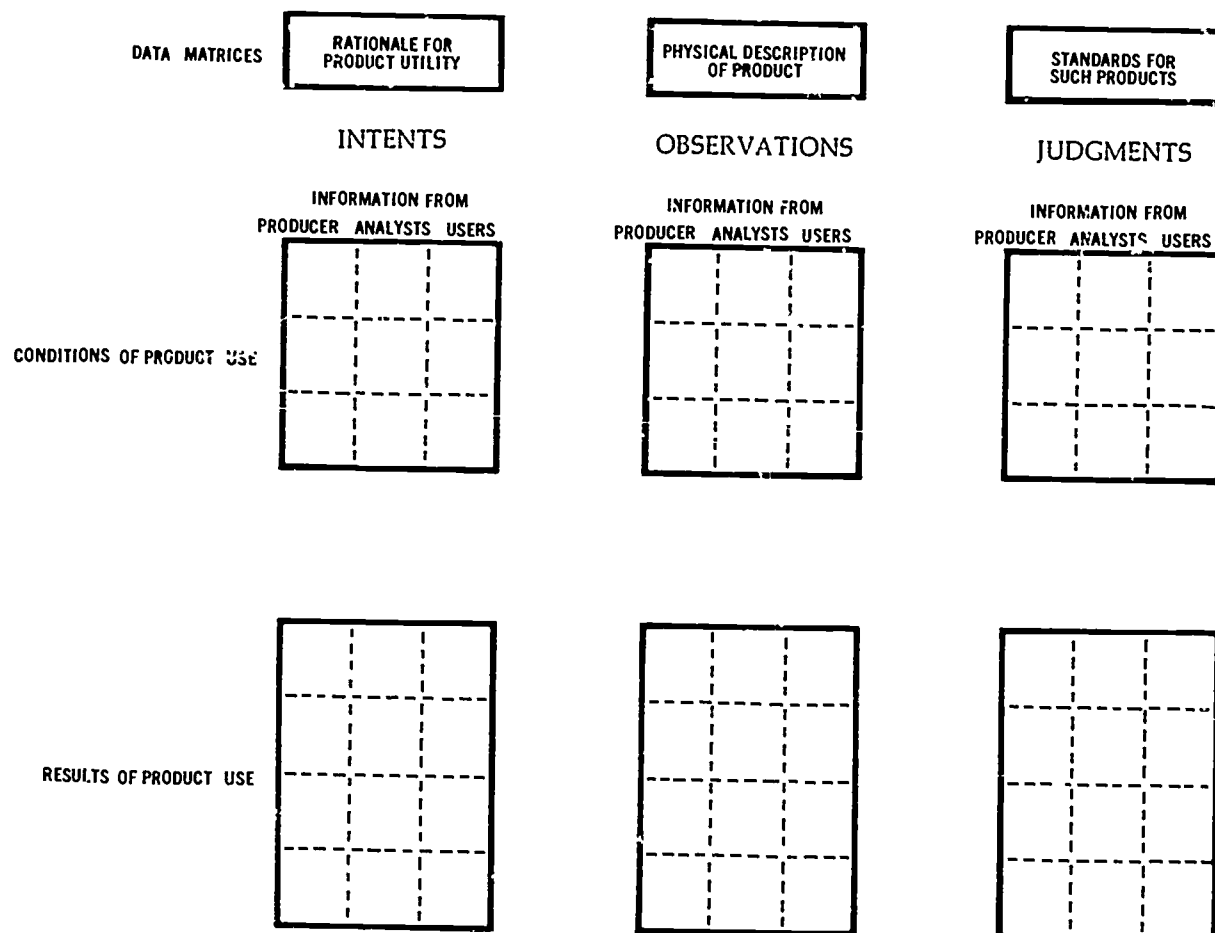 DATA MATRICES
RATIONALE FOR
PRODUCT UTILITY
PHYSICAL DESCRIPTION
OF PRODUCT
STANDARDS FOR
SUCH PRODUCTS
INTENTS
OBSERVATIONS
JUDGMENTS
INFORMATION FROM
PRODUCER ANALYSTS USERS
INFORMATION FROM
PRODUCER ANALYSTS USERS
INFORMATION FROM
PRODUCER ANALYSTS USERS
CONDITIONS OF PRODUCT USE
RESULTS OF PRODUCT USE